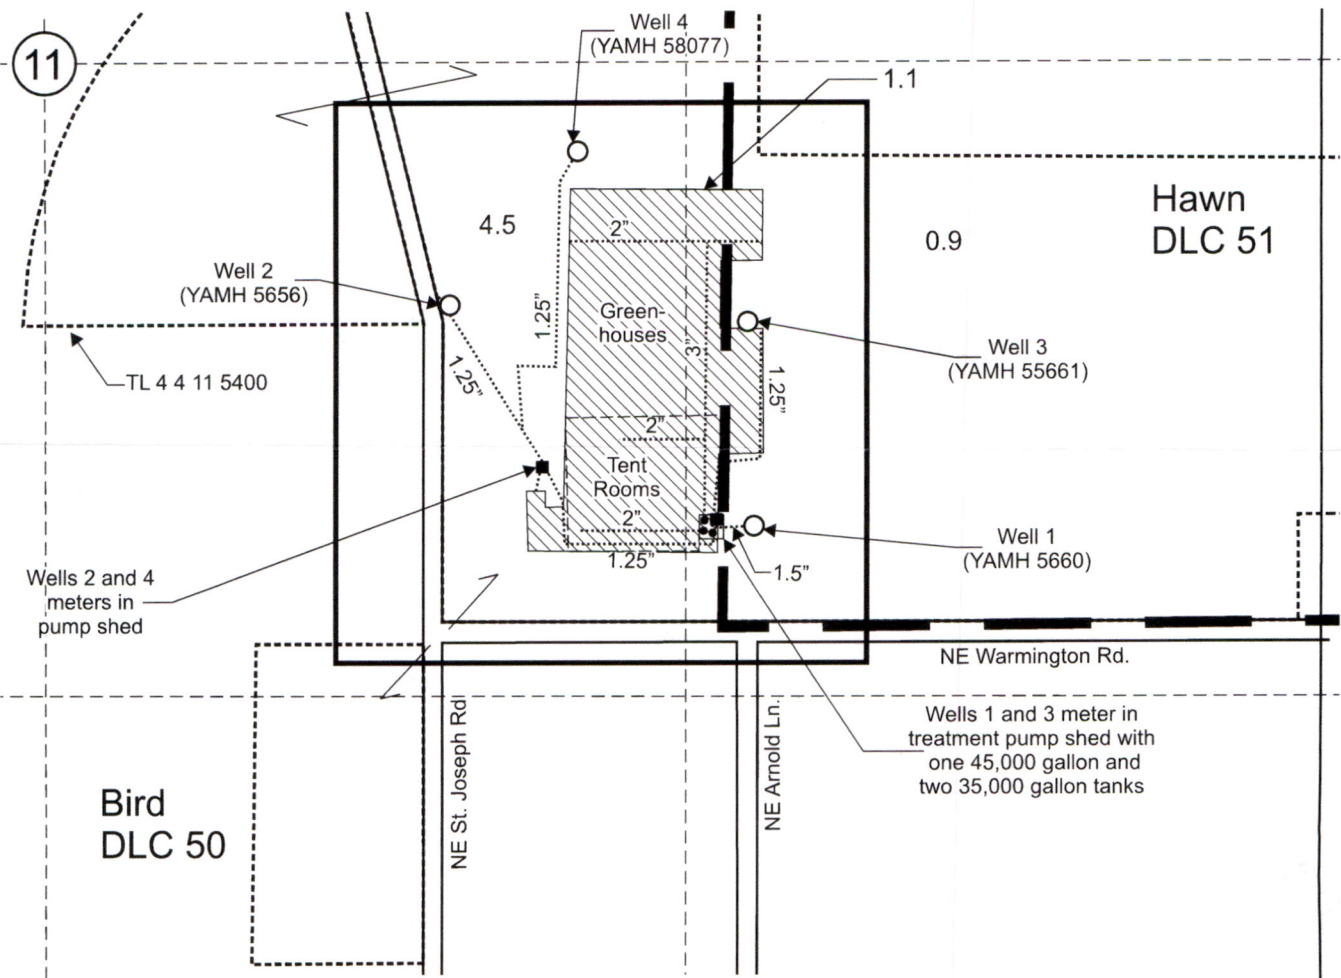 Well 4
(YAMH 58077)
11
1.1
Hawn
DLC 51
4.5
2”
0.9
Well 2
(YAMH 5656)
1.25”
Green-
houses
3”
Well 3
(YAMH 55661)
1.25”
1.25”
TL 4 4 11 5400
2”
Tent
Rooms
2”
Well 1
(YAMH 5660)
1.25”
1.5”
Wells 2 and 4
meters in
pump shed
NE Warmington Rd.
NE St. Joseph Rd
NE Arnold Ln.
Wells 1 and 3 meter in
treatment pump shed with
one 45,000 gallon and
two 35,000 gallon tanks
Bird
DLC 50